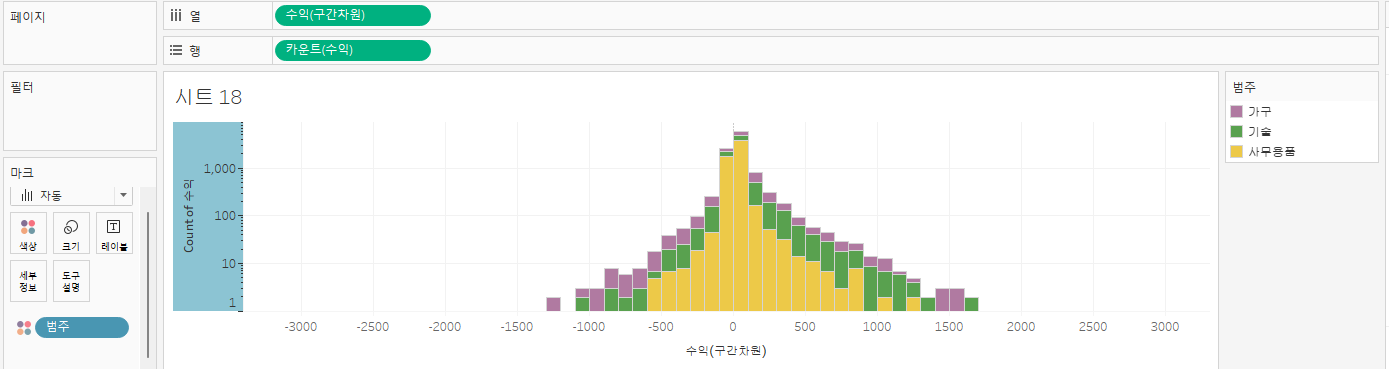 페이지
열
수익(구간차원)
행
카운트(수익)
필터
시트 18
범주
가구
기술
사무용품
마크
자동
색상
크기
레이블
세부
정보
도구
설명
범주
Count of 수익
1,000
100
10
1
-3000
-2500
-2000
-1500
-1000
-500
0
500
1000
1500
2000
2500
3000
수익(구간차원)